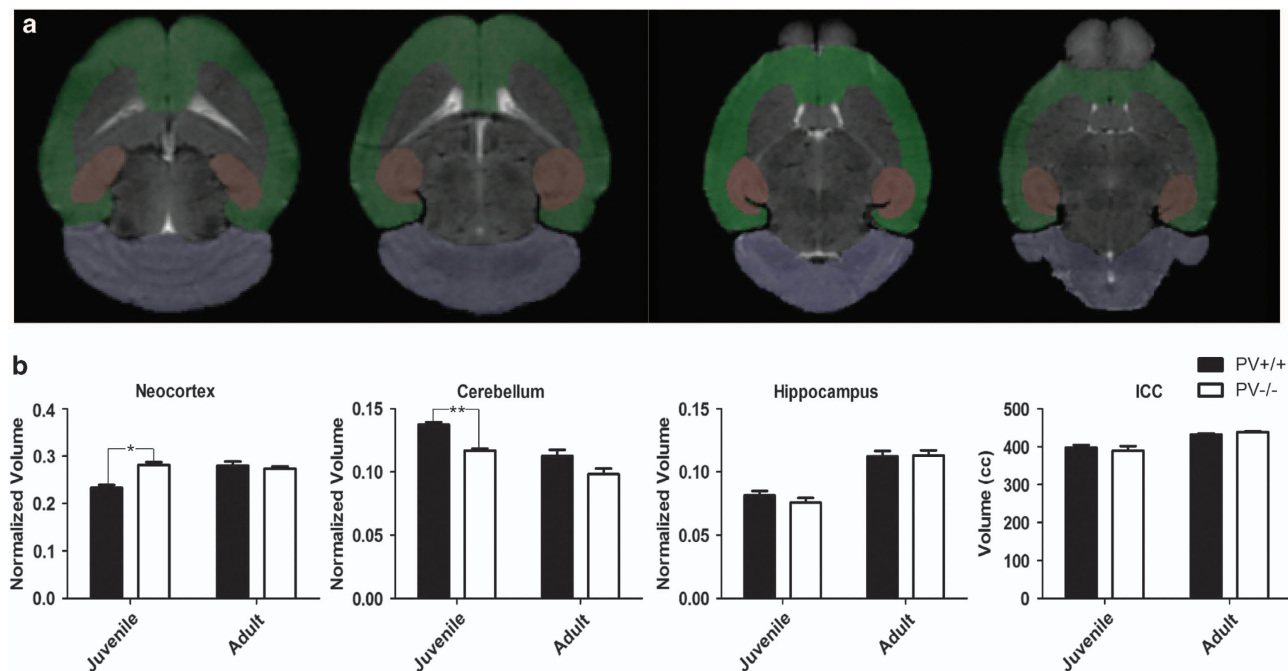 a
b
PV+/+
PV-/-
Neocortex
Normalized Volume
0.4
0.3
0.2
0.1
0.0
*
Juvenile
Adult
Cerebellum
Normalized Volume
0.15
0.10
0.05
0.00
**
Juvenile
Adult
Hippocampus
Normalized Volume
0.15
0.10
0.05
0.00
Juvenile
Adult
ICC
Volume (cc)
500
400
300
200
100
0
Juvenile
Adult